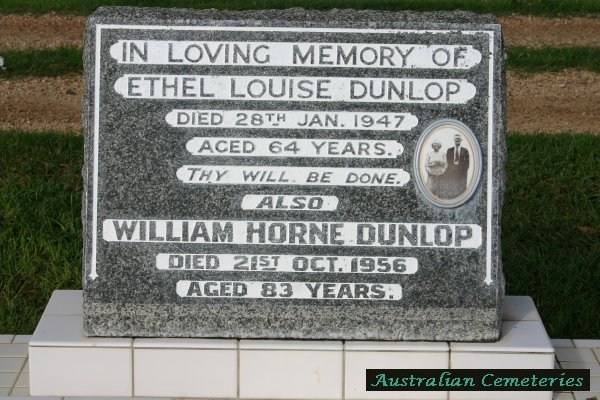 IN LOVING MEMORY OF
ETHEL LOUISE DUNLOP
DIED 28TH JAN. 1947
AGED 64 YEARS.
THY WILL BE DONE.
ALSO
WILLIAM HORNE DUNLOP
DIED 21ST OCT. 1956
AGED 83 YEARS.
Australian Cemeteries